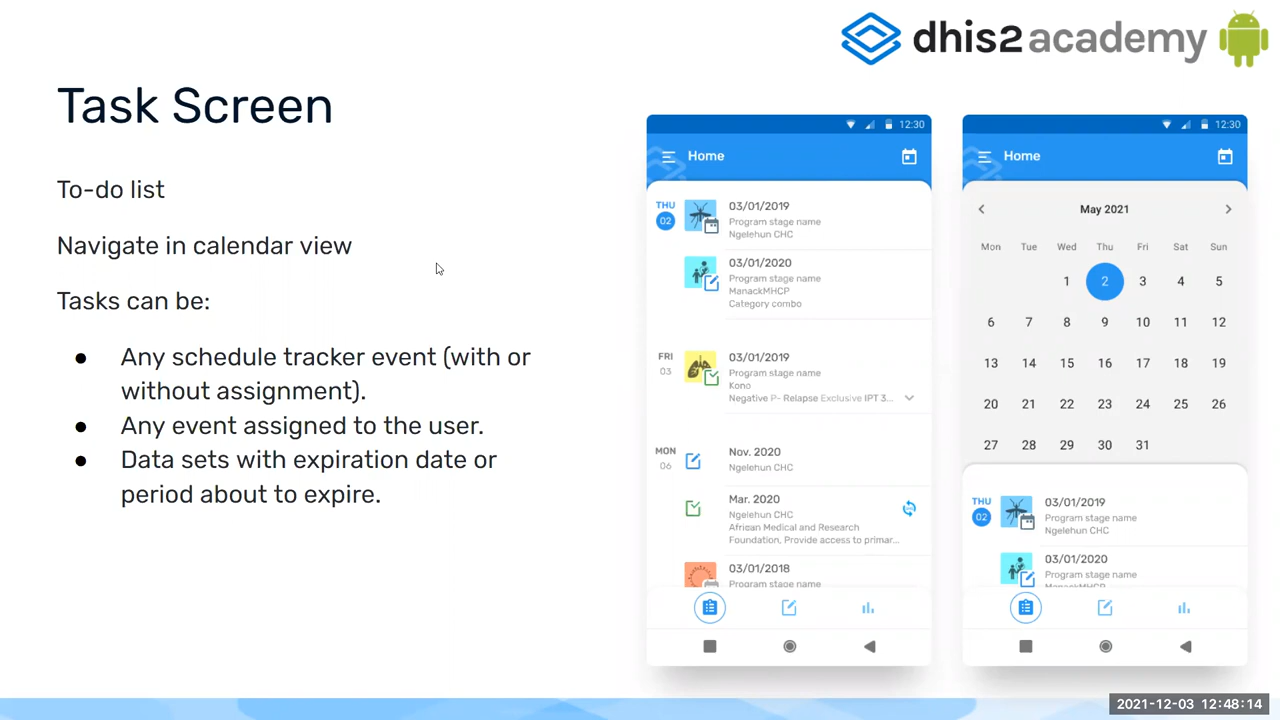 dhis2 academy
Task Screen
To-do list
Navigate in calendar view
Tasks can be:
● Any schedule tracker event (with or
without assignment).
● Any event assigned to the user.
● Data sets with expiration date or
period about to expire.
12:30
Home
THU
02
03/01/2019
Program stage name
Ngelehun CHC
03/01/2020
Program stage name
ManackMHCP
Category combo
FRI
03
03/01/2019
Program stage name
Kono
Negative P- Relapse Exclusive IPT 3...
MON
06
Nov. 2020
Ngelehun CHC
Mar. 2020
Ngelehun CHC
African Medical and Research
Foundation, Provide access to primar...
03/01/2018
Program stage name
12:30
Home
May 2021
Mon Tue Wed Thu Fri Sat Sun
1 2 3 4 5
6 7 8 9 10 11 12
13 14 15 16 17 18 19
20 21 22 23 24 25 26
27 28 29 30 31
THU
02
03/01/2019
Program stage name
Ngelehun CHC
03/01/2020
Program stage name
ManackMHCP
2021-12-03 12:48:14